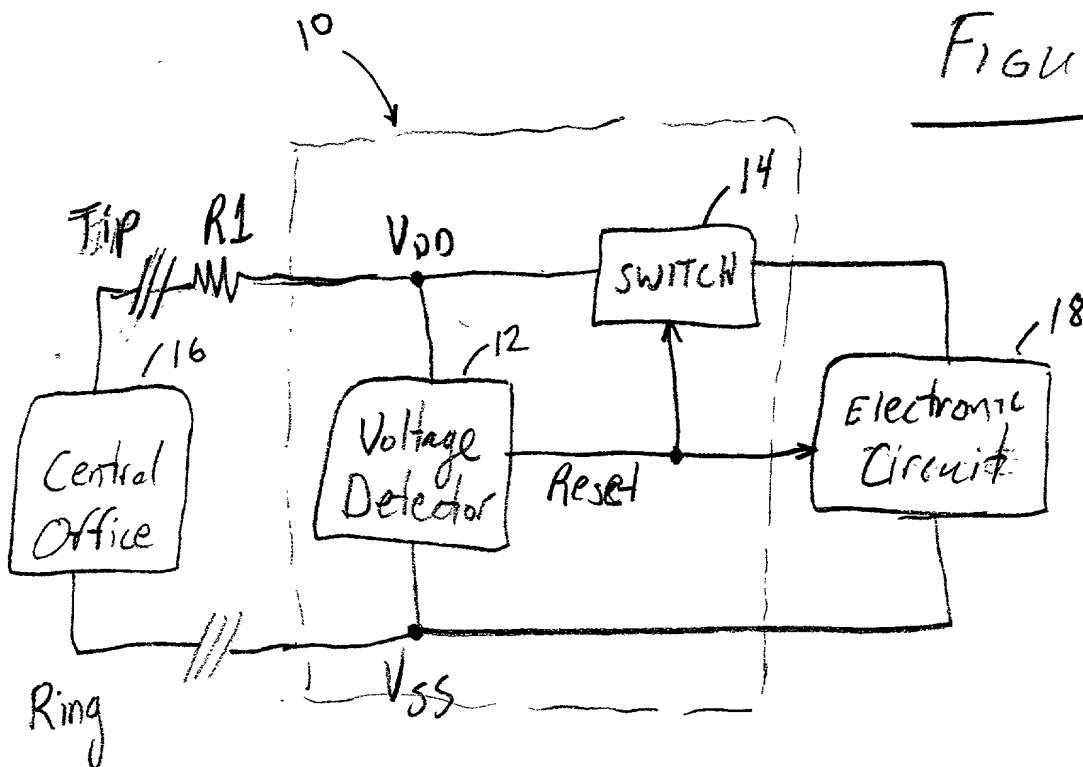 10
FIGU
14
Tip R1
VDD
SWITCH
18
16
12
Central
Office
Voltage
Detector
Reset
Electronic
Circuit
VSS
Ring